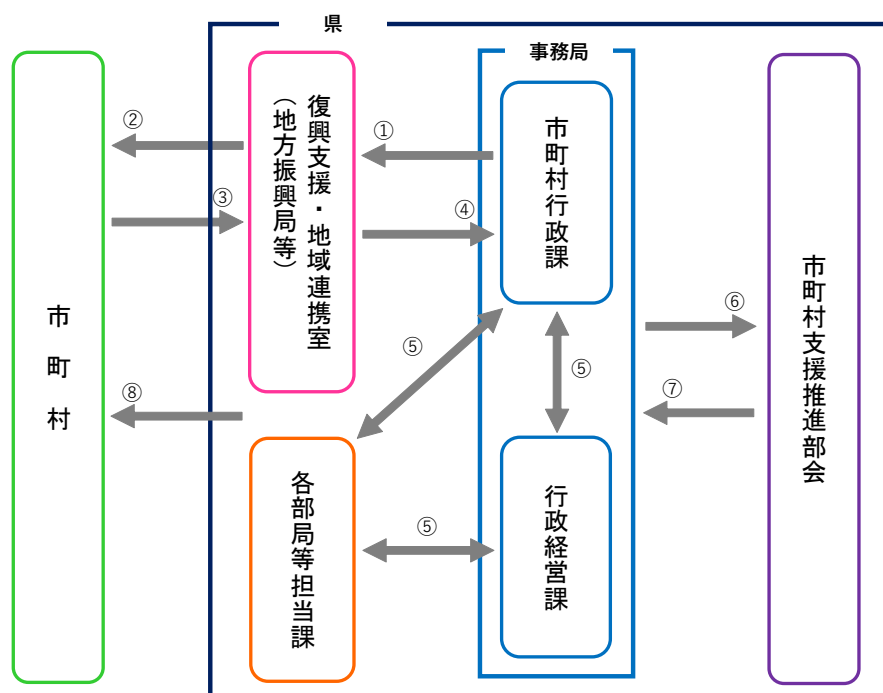 県
事務局
市町村
②
③
⑧
復興支援・地域連携室
（地方振興局等）
①
④
市町村行政課
⑤
⑤
⑤
各部局等担当課
行政経営課
⑥
⑦
市町村支援推進部会